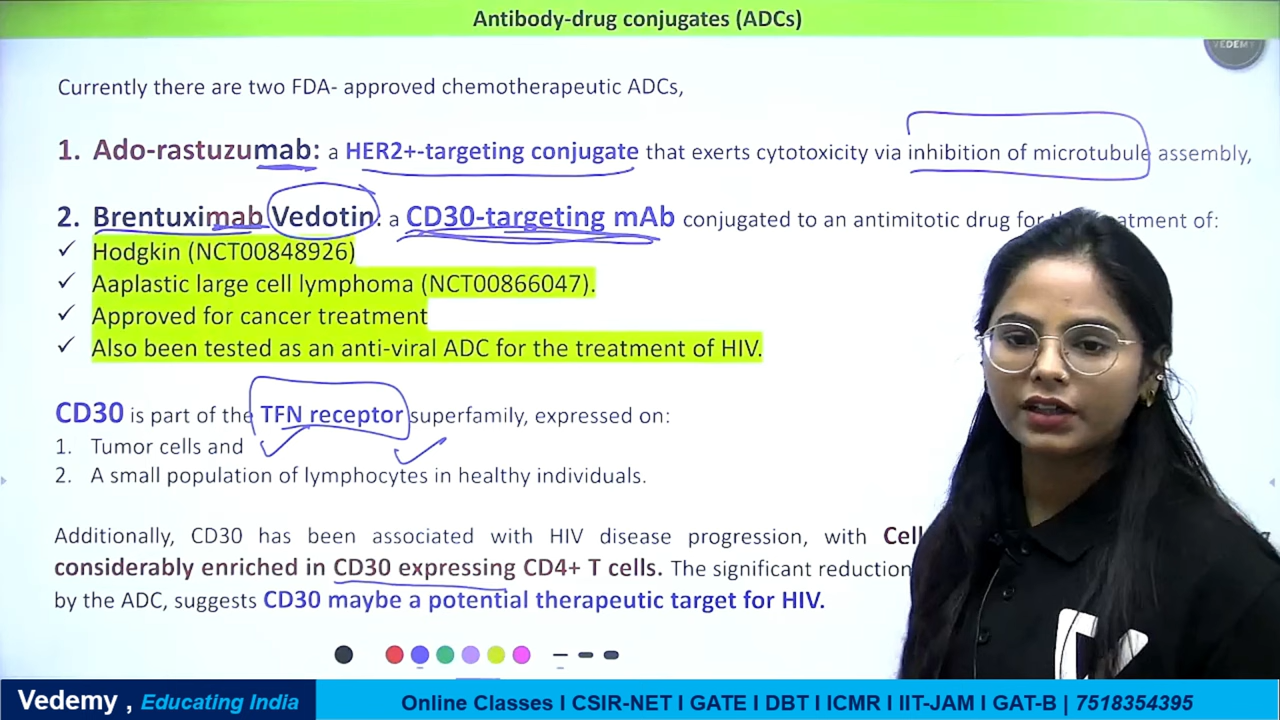 Antibody-drug conjugates (ADCs)
VEDEMY
Currently there are two FDA- approved chemotherapeutic ADCs,
1. Ado-rastuzumab: a HER2+-targeting conjugate that exerts cytotoxicity via inhibition of microtubule assembly,
2. Brentuximab Vedotin: a CD30-targeting mAb conjugated to an antimitotic drug for treatment of:
✓ Hodgkin (NCT00848926)
✓ Aaplastic large cell lymphoma (NCT00866047).
✓ Approved for cancer treatment
✓ Also been tested as an anti-viral ADC for the treatment of HIV.
CD30 is part of the TFN receptor superfamily, expressed on:
1. Tumor cells and
2. A small population of lymphocytes in healthy individuals.
Additionally, CD30 has been associated with HIV disease progression, with Cell
considerably enriched in CD30 expressing CD4+ T cells. The significant reduction
by the ADC, suggests CD30 maybe a potential therapeutic target for HIV.
Vedemy , Educating India Online Classes I CSIR-NET I GATE I DBT I ICMR I IIT-JAM I GAT-B | 7518354395